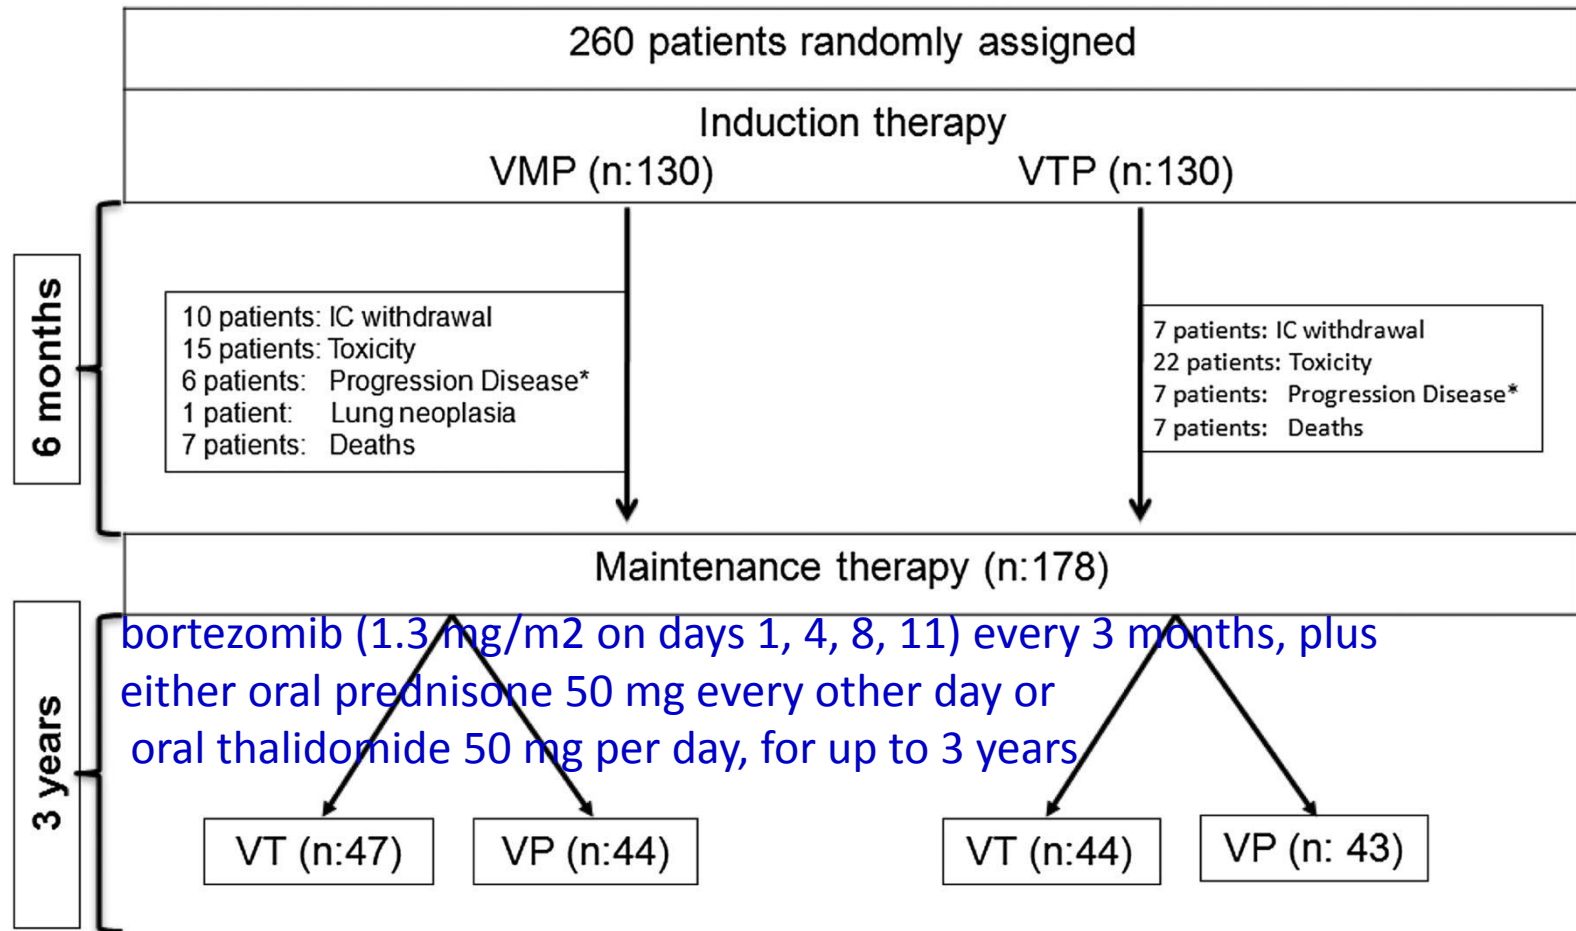 260 patients randomly assigned
Induction therapy
VMP (n:130) VTP (n:130)
6 months
10 patients: IC withdrawal
15 patients: Toxicity
6 patients: Progression Disease*
1 patient: Lung neoplasia
7 patients: Deaths
7 patients: IC withdrawal
22 patients: Toxicity
7 patients: Progression Disease*
7 patients: Deaths
Maintenance therapy (n:178)
3 years
bortezomib (1.3 mg/m2 on days 1, 4, 8, 11) every 3 months, plus
either oral prednisone 50 mg every other day or
oral thalidomide 50 mg per day, for up to 3 years
VT (n:47) VP (n:44) VT (n:44) VP (n: 43)